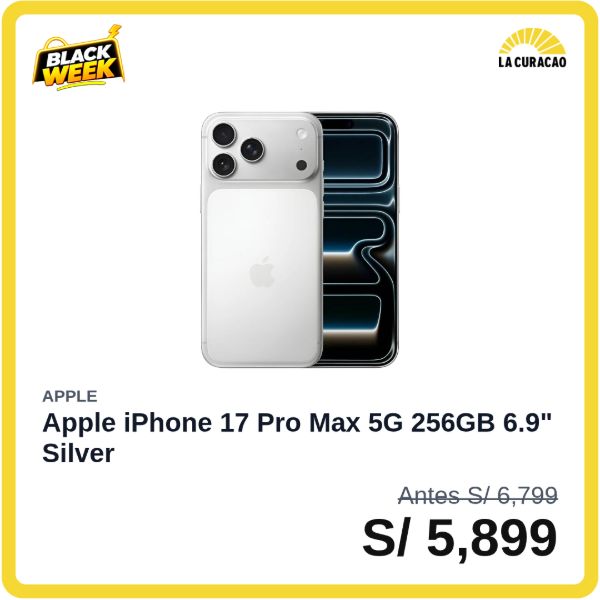 BLACK
WEEK
LA CURACAO
APPLE
Apple iPhone 17 Pro Max 5G 256GB 6.9"
Silver
Antes S/ 6,799
S/ 5,899